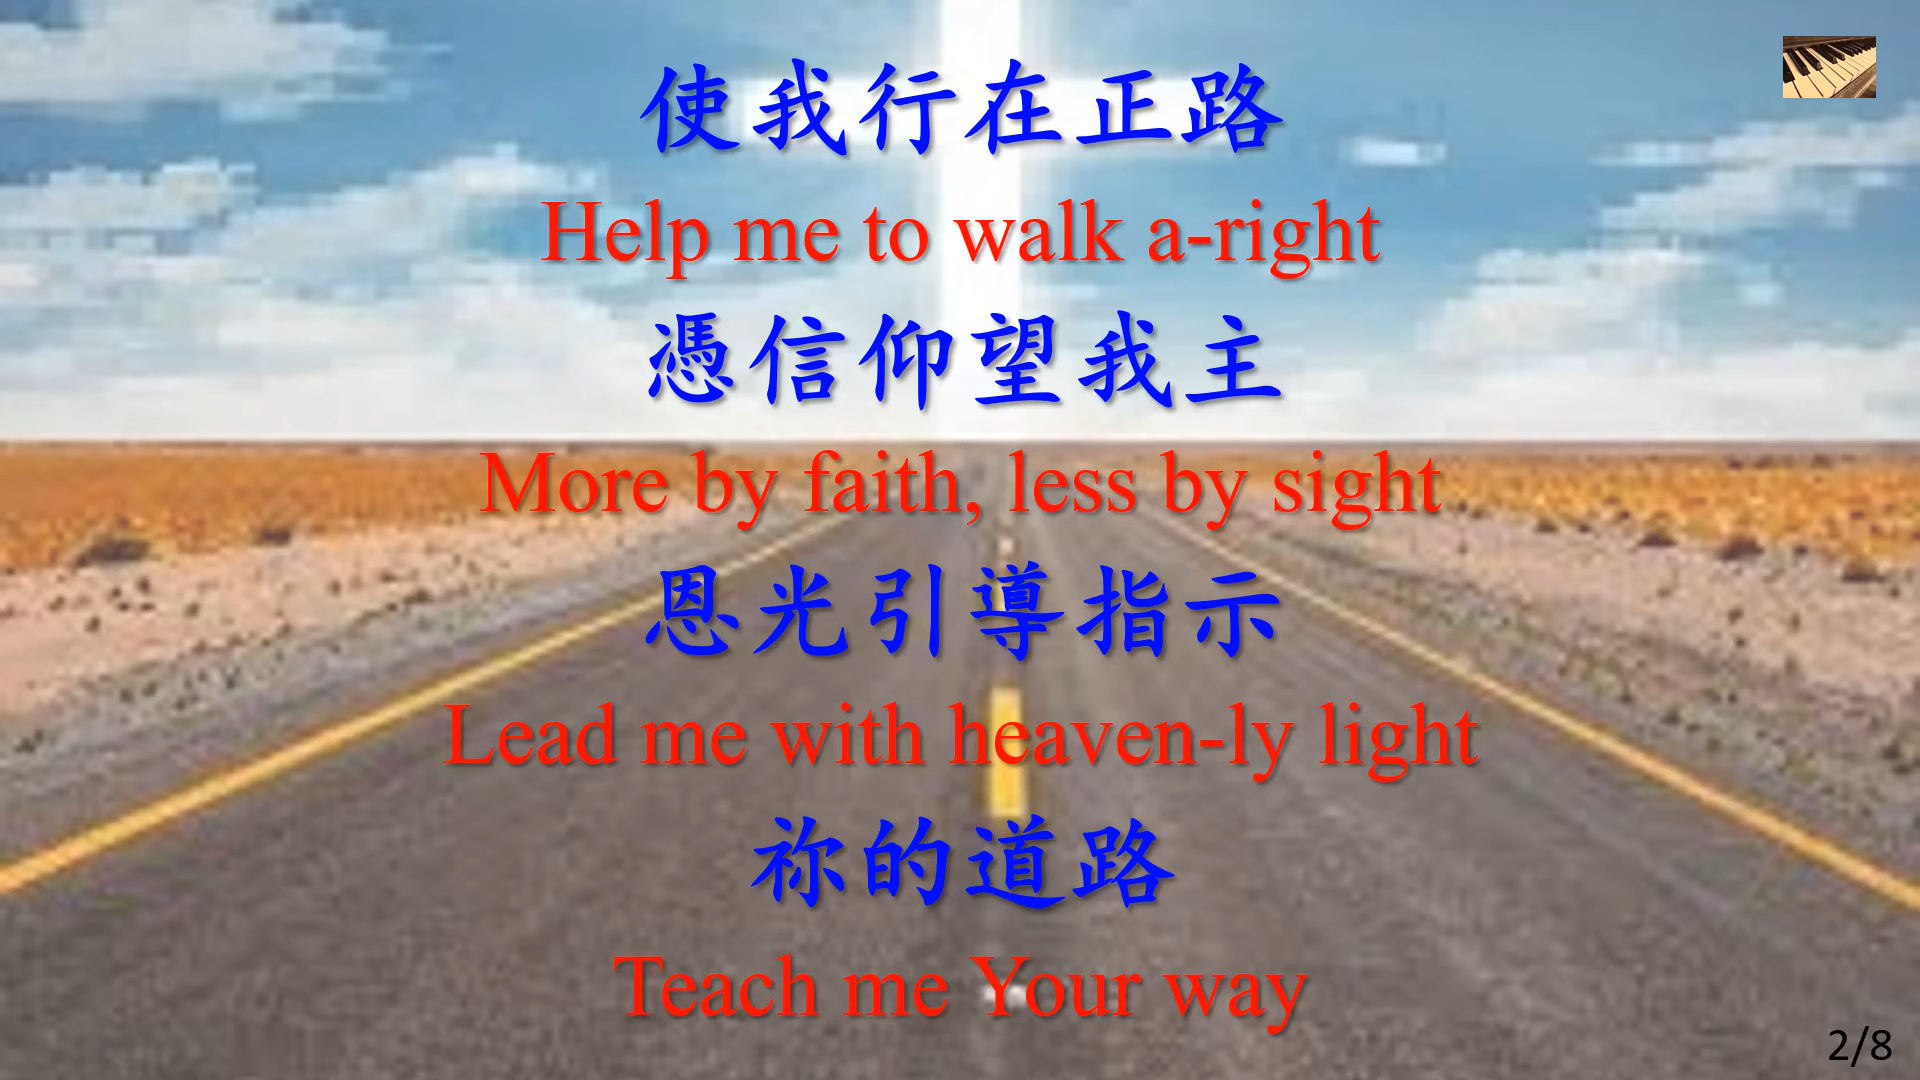 使我行在正路
Help me to walk a-right
憑信仰望我主
More by faith, less by sight
恩光引導指示
Lead me with heaven-ly light
祢的道路
Teach me Your way
2/8